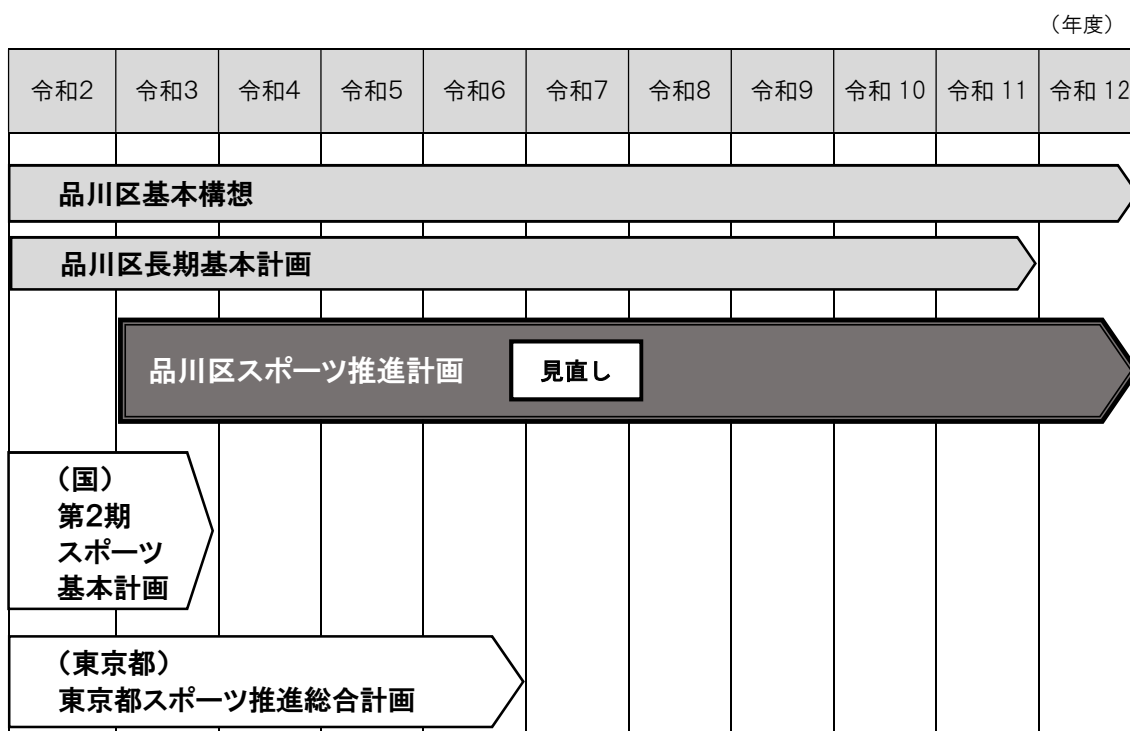 （年度）
令和2 令和3 令和4 令和5 令和6 令和7 令和8 令和9 令和 10 令和 11 令和 12
品川区基本構想
品川区長期基本計画
品川区スポーツ推進計画 見直し
（国）
第2期
スポーツ
基本計画
（東京都）
東京都スポーツ推進総合計画